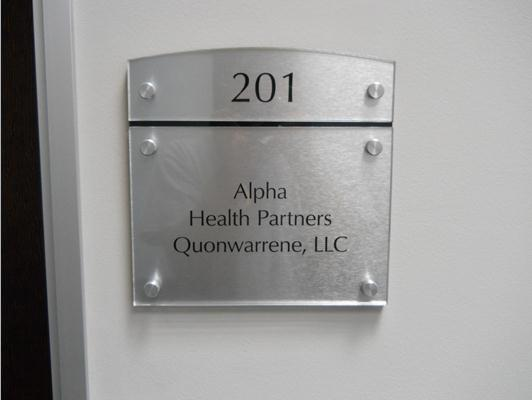 201
Alpha
Health Partners
Quonwarrene, LLC